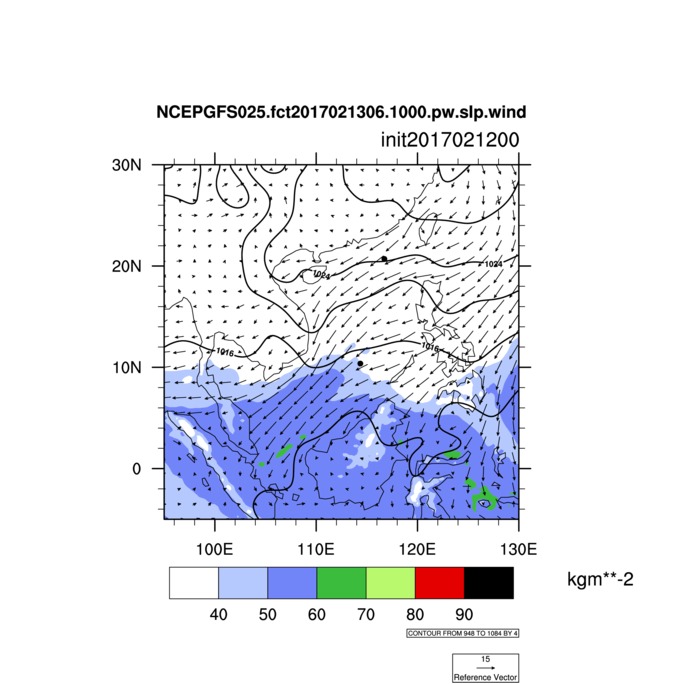 NCEPGFS025.fct2017021306.1000.pw.slp.wind
init2017021200
30N
20N
10N
0
1024
1024
1016
1016
100E 110E 120E 130E
kgm**-2
40 50 60 70 80 90
CONTOUR FROM 948 TO 1084 BY 4
15
Reference Vector